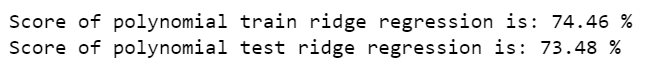 Score of polynomial train ridge regression is: 74.46 %
Score of polynomial test ridge regression is: 73.48 %